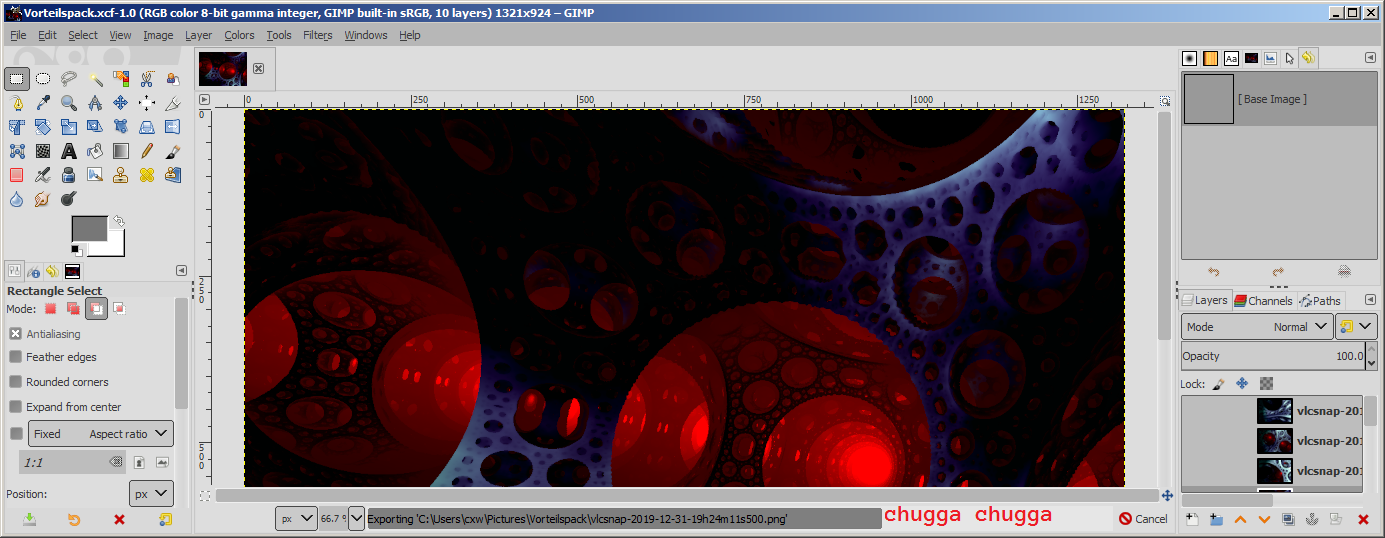 Vorteilspack.xcf-1.0 (RGB color 8-bit gamma integer, GIMP built-in sRGB, 10 layers) 1321x924 – GIMP
File Edit Select View Image Layer Colors Tools Filters Windows Help
0 250 500 750 1000 1250
0
250
500
Aa
[ Base Image ]
Rectangle Select
Mode:
Antialiasing
Feather edges
Rounded corners
Expand from center
Fixed Aspect ratio
1:1
Position: px
Layers Channels Paths
Mode Normal
Opacity 100.0
Lock:
vlcsnap-201
vlcsnap-201
vlcsnap-201
px 66.7 % Exporting 'C:\Users\cxw\Pictures\Vorteilspack\vlcsnap-2019-12-31-19h24m11s500.png' chugga chugga Cancel